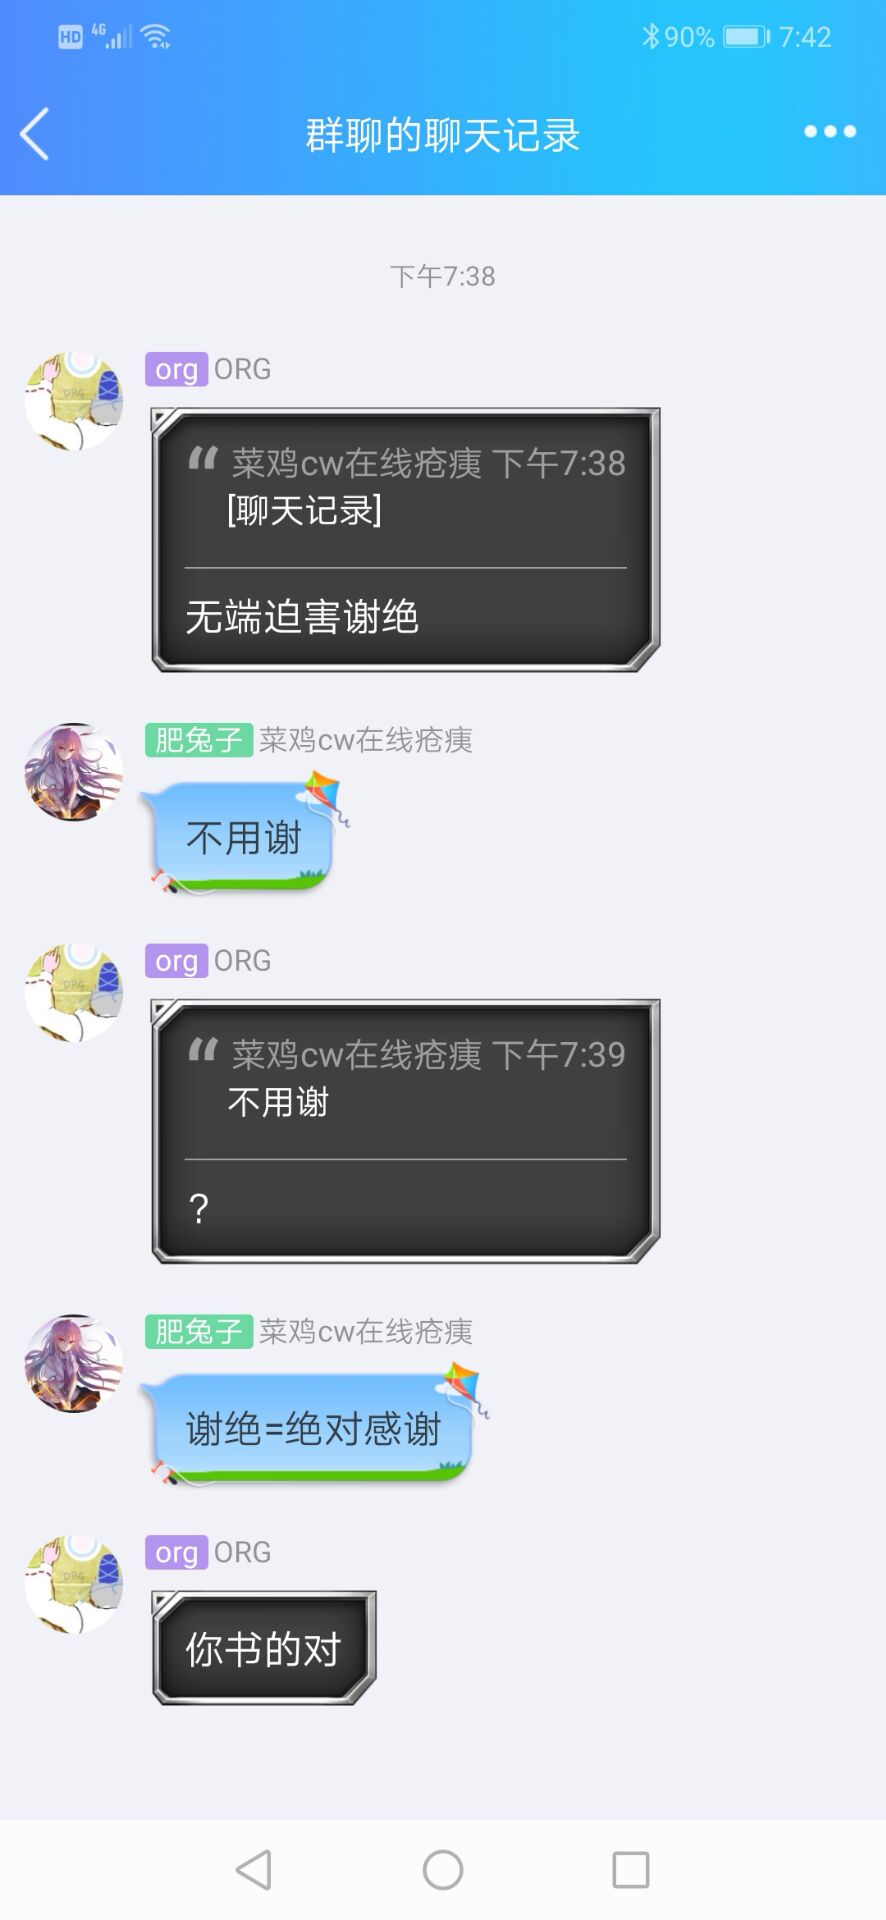 HD 4G 90% 7:42
群聊的聊天记录
下午7:38
org ORG
菜鸡cw在线疮痍 下午7:38
[聊天记录]
无端迫害谢绝
肥兔子 菜鸡cw在线疮痍
不用谢
org ORG
菜鸡cw在线疮痍 下午7:39
不用谢
?
肥兔子 菜鸡cw在线疮痍
谢绝=绝对感谢
org ORG
你书的对